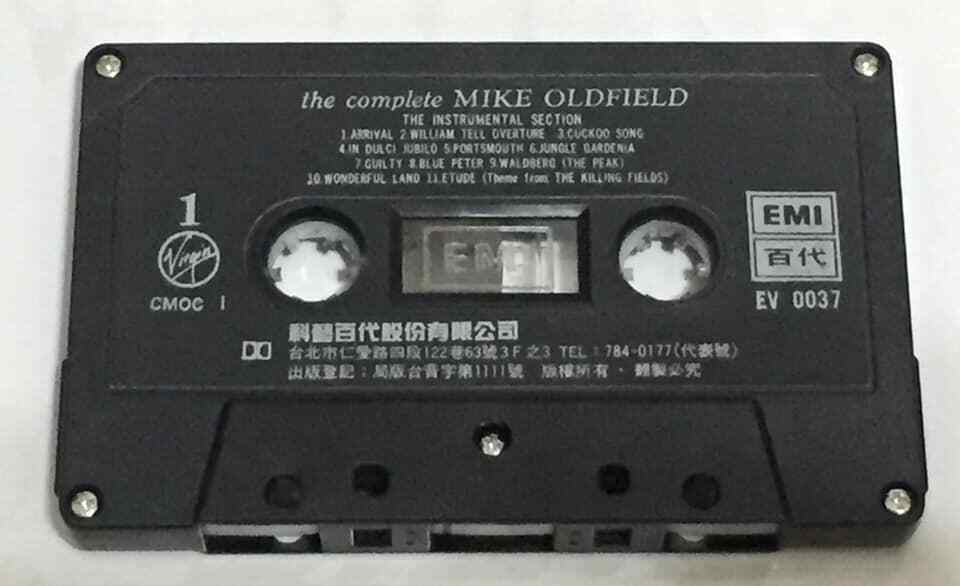 the complete MIKE OLDFIELD
THE INSTRUMENTAL SECTION
1.ARRIVAL 2.WILLIAM TELL OVERTURE 3.CUCKOO SONG
4.IN DULCI JUBILO 5.PORTSMOUTH 6.JUNGLE GARDENIA
7.GUILTY 8.BLUE PETER 9.WALDBERG (THE PEAK)
10.WONDERFUL LAND 11.ETUDE (Theme from THE KILLING FIELDS)
1
Virgin
CMOC 1
EMI
EMI
百代
EV 0037
科藝百代股份有限公司
台北市仁愛路四段122巷63號3F之3 TEL：784-0177(代表號)
出版登記：局版台音字第1111號 版權所有・翻製必究